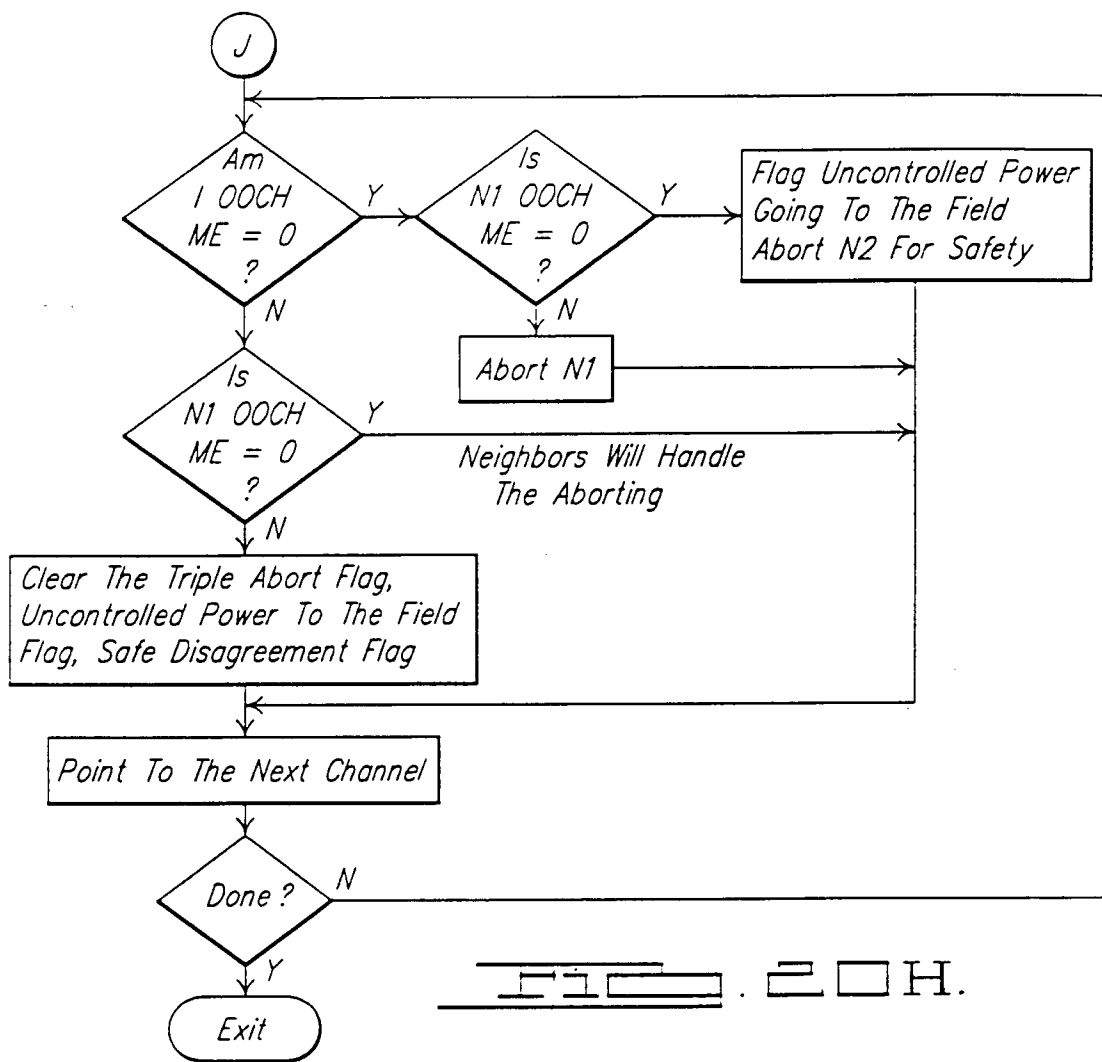 J
Am
I OOCH
ME = 0
?
Y
N
Is
N1 OOCH
ME = 0
?
Y
N
Flag Uncontrolled Power
Going To The Field
Abort N2 For Safety
Abort N1
Is
N1 OOCH
ME = 0
?
Y
N
Neighbors Will Handle
The Aborting
Clear The Triple Abort Flag,
Uncontrolled Power To The Field
Flag, Safe Disagreement Flag
Point To The Next Channel
Done ?
N
Y
Exit
FIG. 20H.